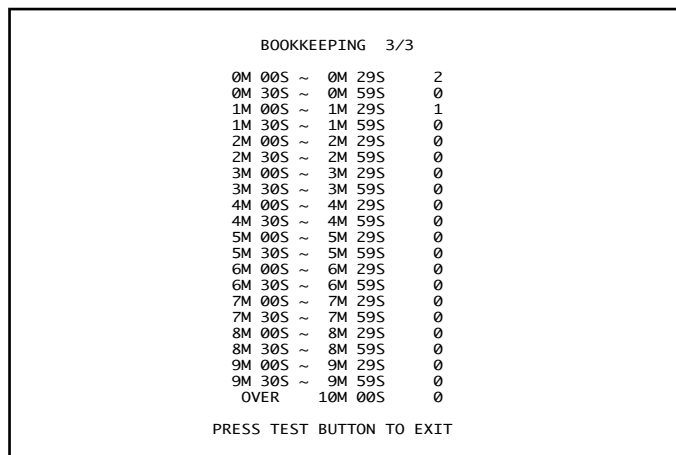 BOOKKEEPING 3/3
0M 00S ~ 0M 29S 2
0M 30S ~ 0M 59S 0
1M 00S ~ 1M 29S 1
1M 30S ~ 1M 59S 0
2M 00S ~ 2M 29S 0
2M 30S ~ 2M 59S 0
3M 00S ~ 3M 29S 0
3M 30S ~ 3M 59S 0
4M 00S ~ 4M 29S 0
4M 30S ~ 4M 59S 0
5M 00S ~ 5M 29S 0
5M 30S ~ 5M 59S 0
6M 00S ~ 6M 29S 0
6M 30S ~ 6M 59S 0
7M 00S ~ 7M 29S 0
7M 30S ~ 7M 59S 0
8M 00S ~ 8M 29S 0
8M 30S ~ 8M 59S 0
9M 00S ~ 9M 29S 0
9M 30S ~ 9M 59S 0
OVER 10M 00S 0
PRESS TEST BUTTON TO EXIT